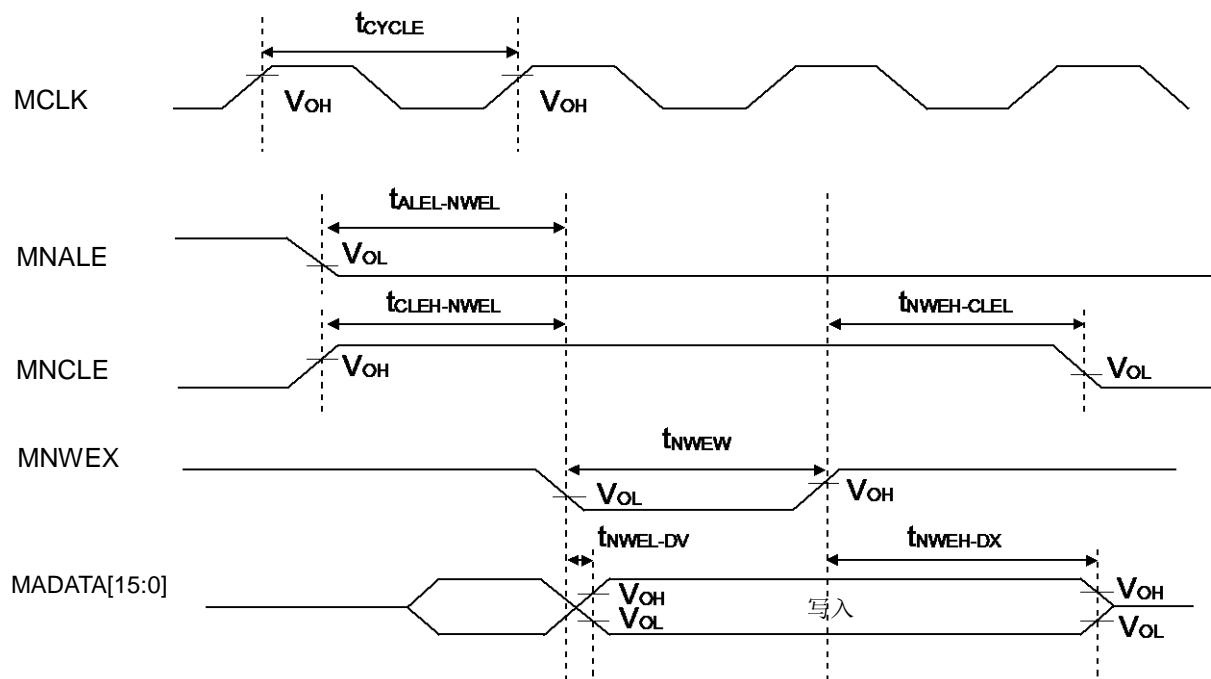 tCYCLE
MCLK
VOH VOH
tALEL-NWEL
MNALE
VOL
tCLEH-NWEL tNWEH-CLEL
MNCLE
VOH VOL
MNWEX
tNWEW
VOL VOH
tNWEL-DV tNWEH-DX
MADATA[15:0]
VOH 写入 VOH
VOL VOL